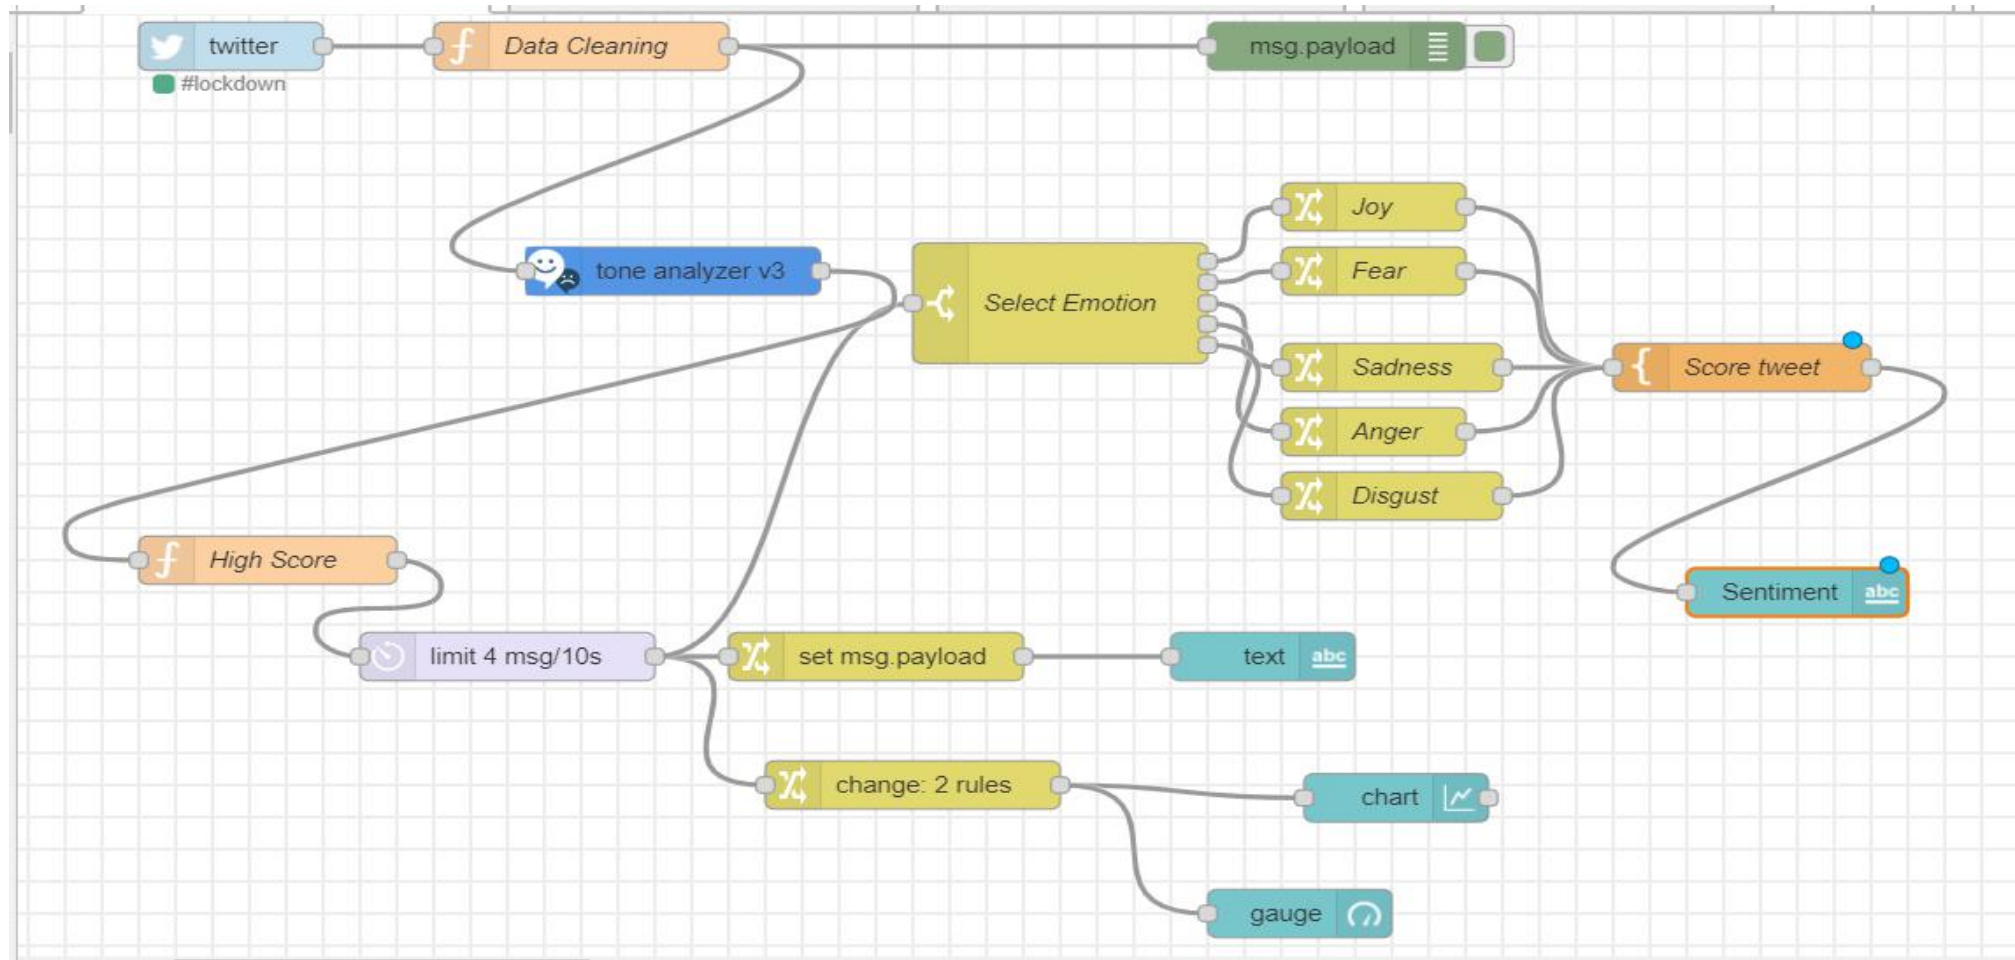 twitter
Data Cleaning
msg.payload
#lockdown
Joy
tone analyzer v3
Fear
Select Emotion
Sadness
Score tweet
Anger
Disgust
High Score
Sentiment
abc
limit 4 msg/10s
set msg.payload
text
abc
change: 2 rules
chart
gauge